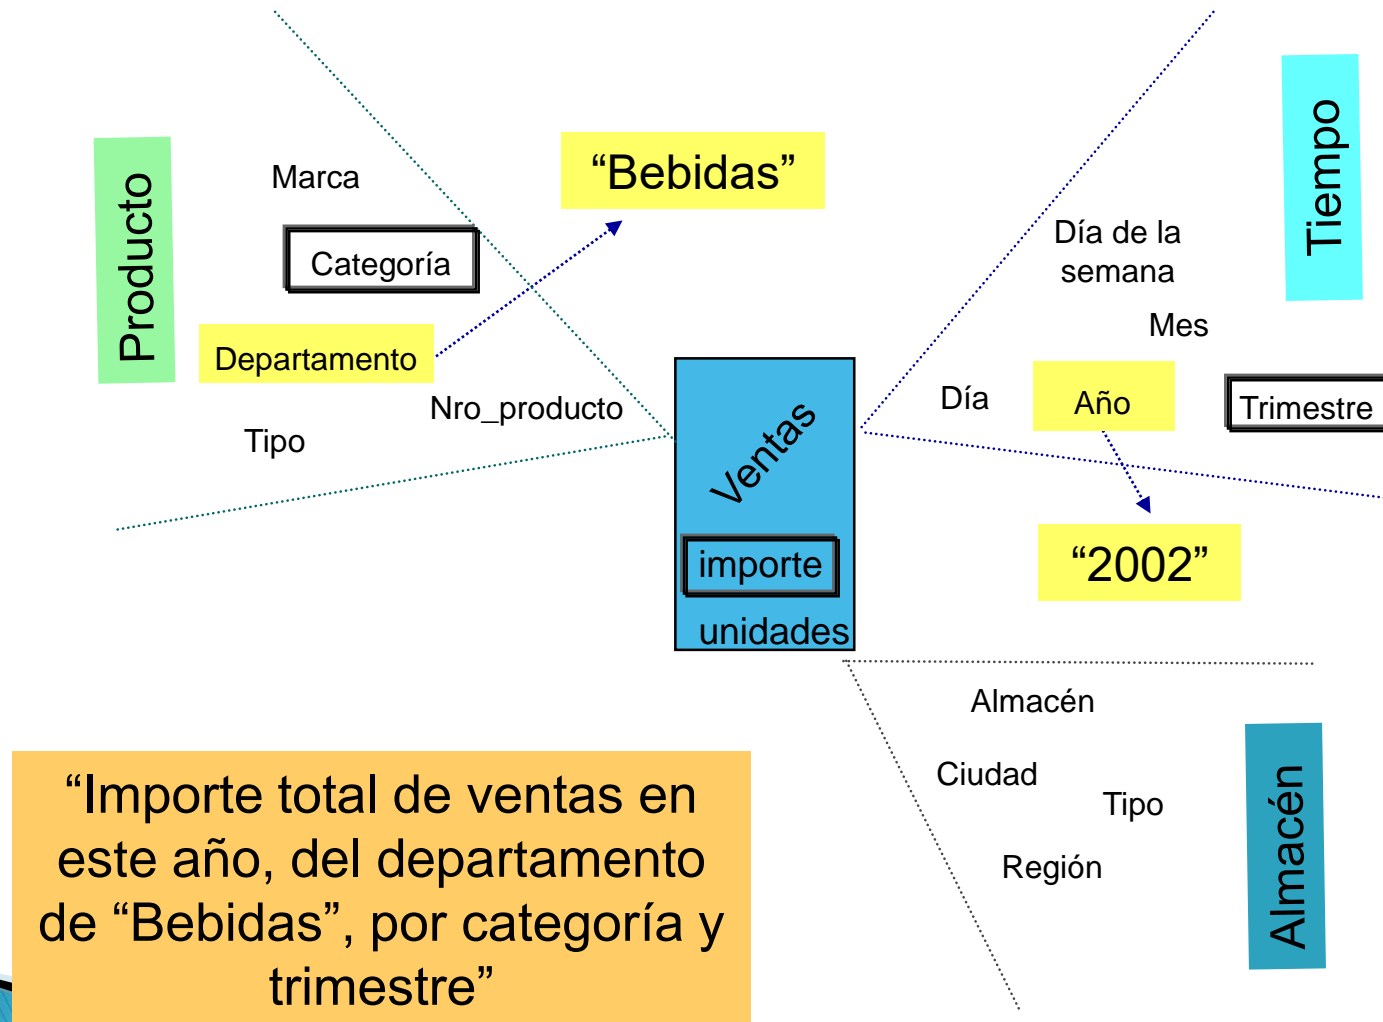 Producto
Marca
Categoría
Departamento
Nro_producto
Tipo
“Bebidas”
Tiempo
Día de la
semana
Mes
Día
Año
Trimestre
“2002”
Ventas
importe
unidades
Almacén
Ciudad
Tipo
Región
Almacén
“Importe total de ventas en
este año, del departamento
de “Bebidas”, por categoría y
trimestre”